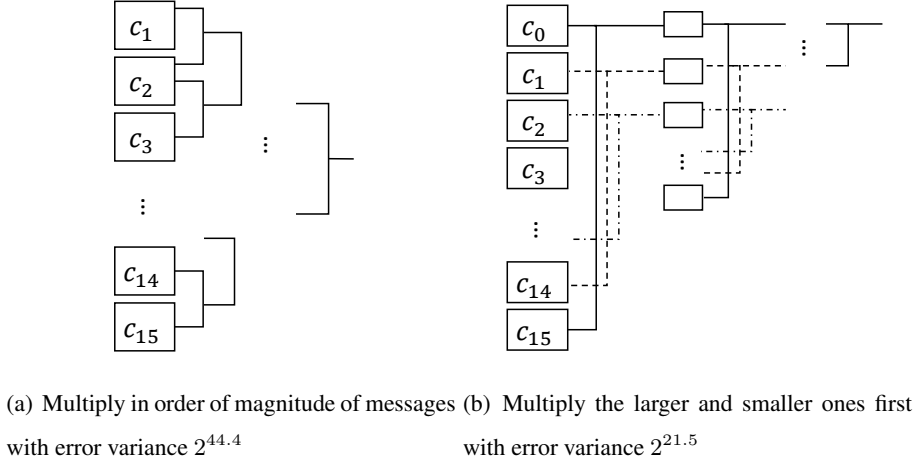 c₁
c₂
c₃
⋮
c₁₄
c₁₅
⋮
c₀
c₁
c₂
c₃
⋮
c₁₄
c₁₅
⋮
⋮
(a) Multiply in order of magnitude of messages
with error variance 2^{44.4}
(b) Multiply the larger and smaller ones first
with error variance 2^{21.5}